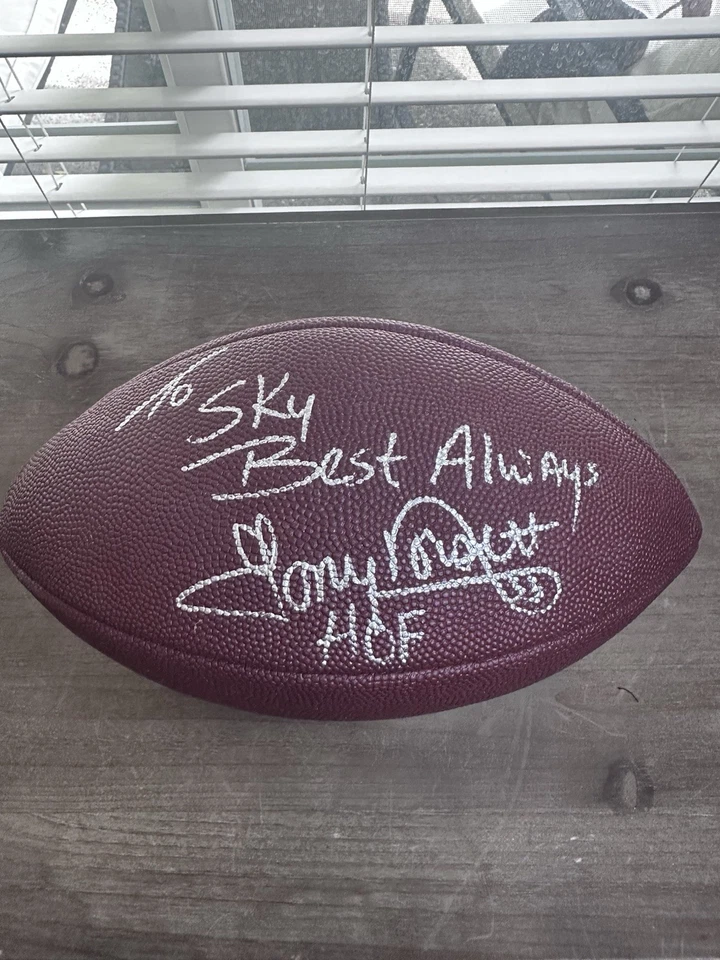 To Sky
Best Always
Tony Dorsett
33
HOF